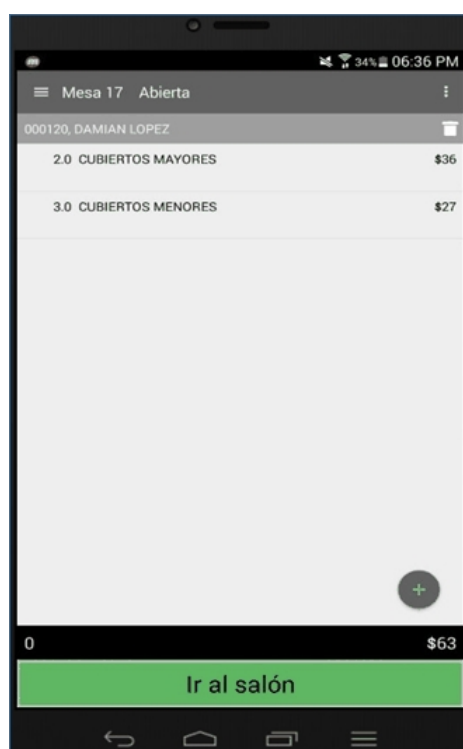 34% 06:36 PM
Mesa 17 Abierta
000120, DAMIAN LOPEZ
2.0 CUBIERTOS MAYORES $36
3.0 CUBIERTOS MENORES $27
+
0 $63
Ir al salón